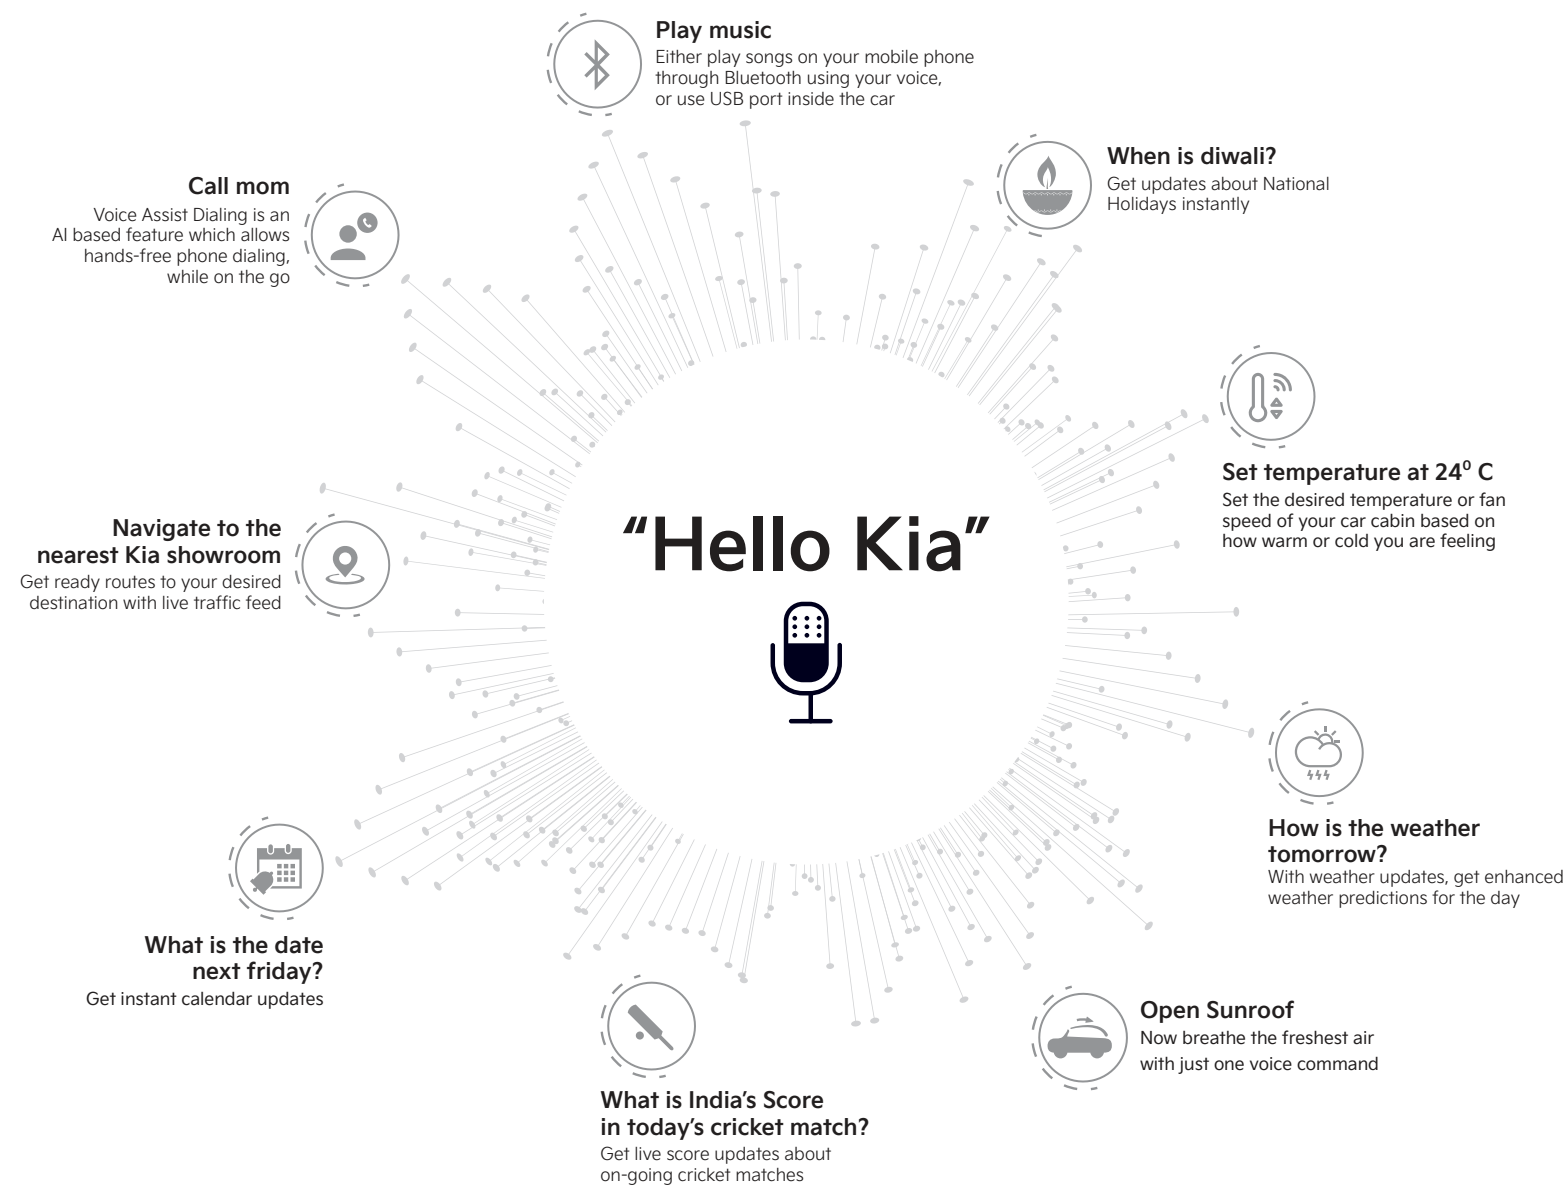 Play music
Either play songs on your mobile phone
through Bluetooth using your voice,
or use USB port inside the car
When is diwali?
Get updates about National
Holidays instantly
Call mom
Voice Assist Dialing is an
AI based feature which allows
hands-free phone dialing,
while on the go
Set temperature at 24⁰ C
Set the desired temperature or fan
speed of your car cabin based on
how warm or cold you are feeling
Navigate to the
nearest Kia showroom
Get ready routes to your desired
destination with live traffic feed
“Hello Kia”
How is the weather
tomorrow?
With weather updates, get enhanced
weather predictions for the day
What is the date
next friday?
Get instant calendar updates
Open Sunroof
Now breathe the freshest air
with just one voice command
What is India’s Score
in today’s cricket match?
Get live score updates about
on-going cricket matches